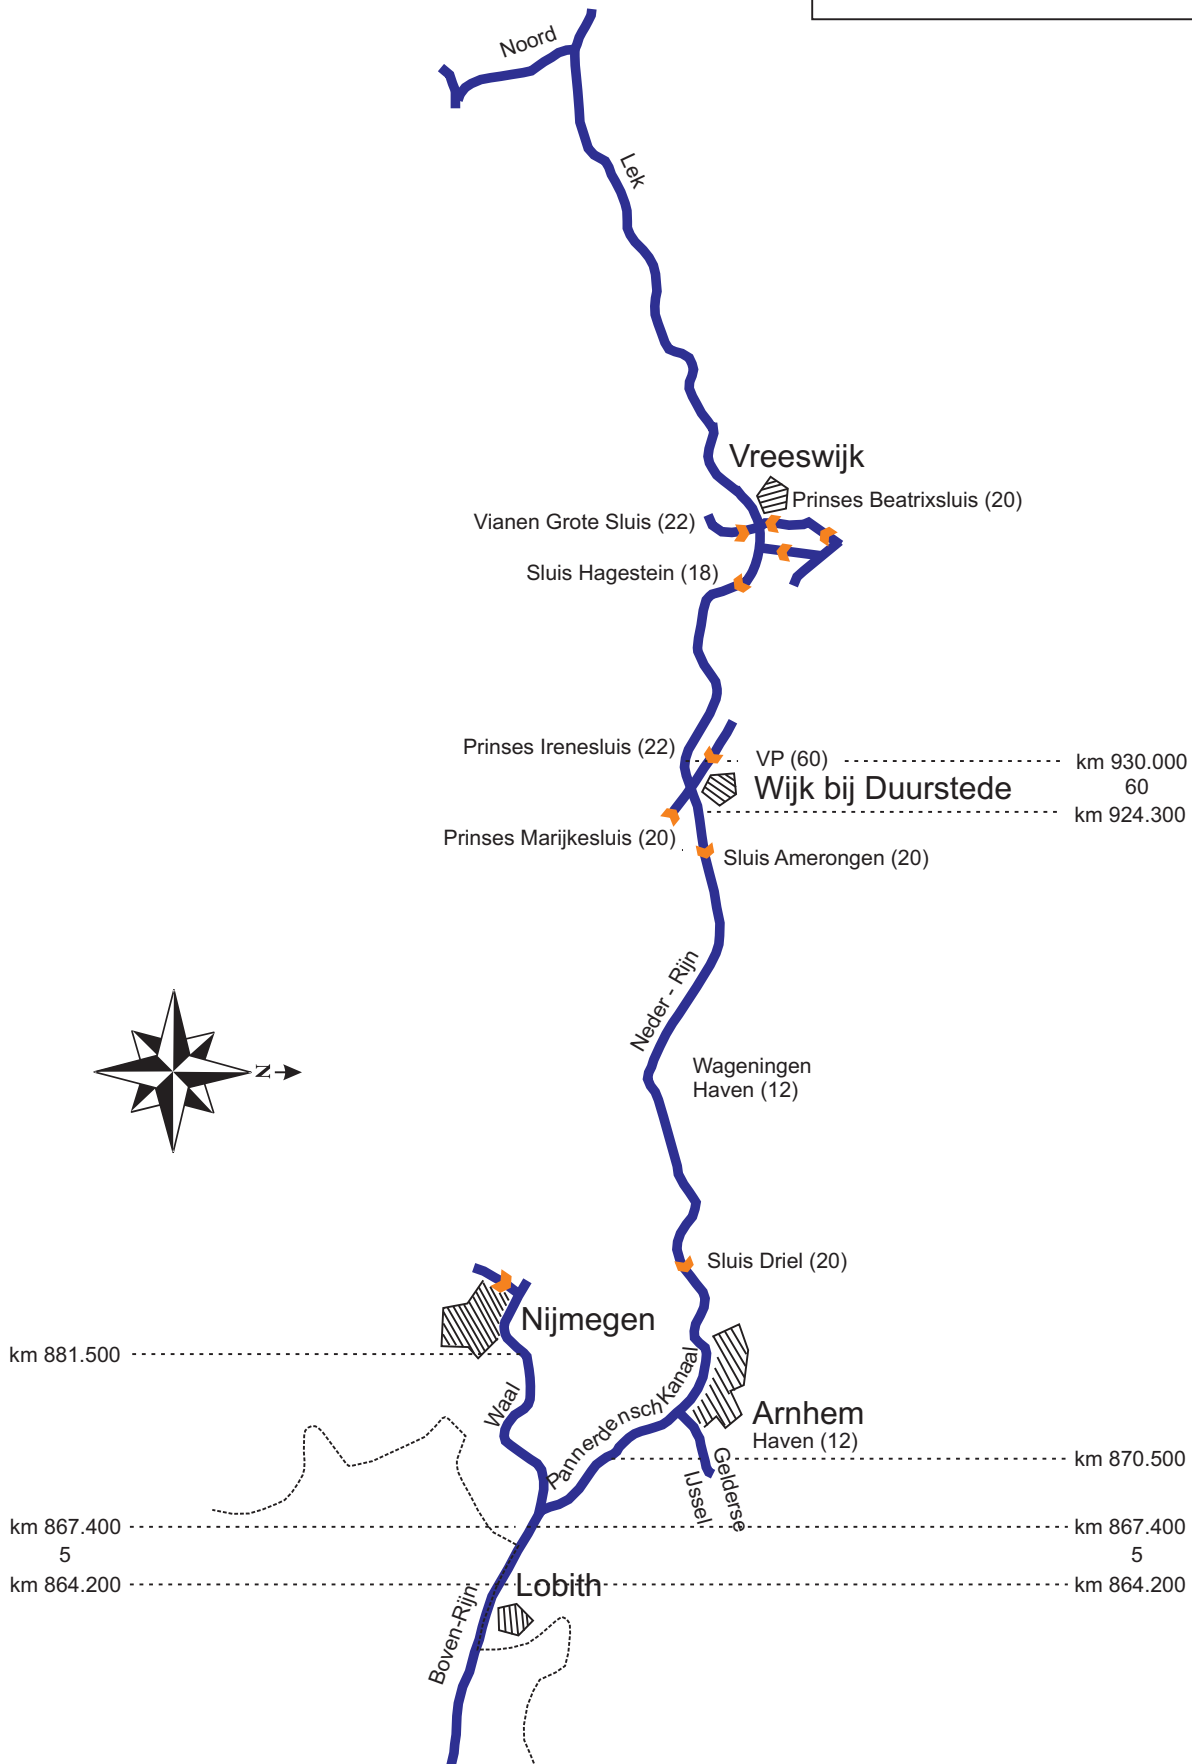 Noord
Lek
Vreeswijk
Prinses Beatrixsluis (20)
Vianen Grote Sluis (22)
Sluis Hagestein (18)
Prinses Irenesluis (22)
VP (60)
km 930.000
60
Wijk bij Duurstede
km 924.300
Prinses Marijkesluis (20)
Sluis Amerongen (20)
Neder - Rijn
Wageningen
Haven (12)
N
Sluis Driel (20)
Nijmegen
km 881.500
Waal
Pannerdensch Kanaal
Arnhem
Haven (12)
Gelderse
IJssel
km 870.500
km 867.400
km 867.400
5
5
km 864.200
km 864.200
Lobith
Boven-Rijn